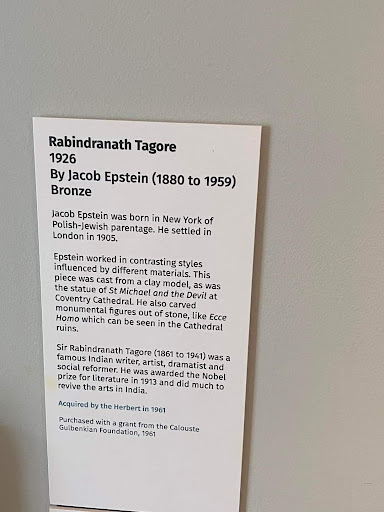 Rabindranath Tagore
1926
By Jacob Epstein (1880 to 1959)
Bronze
Jacob Epstein was born in New York of
Polish-Jewish parentage. He settled in
London in 1905.
Epstein worked in contrasting styles
influenced by different materials. This
piece was cast from a clay model, as was
the statue of St Michael and the Devil at
Coventry Cathedral. He also carved
monumental figures out of stone, like Ecce
Homo which can be seen in the Cathedral
ruins.
Sir Rabindranath Tagore (1861 to 1941) was a
famous Indian writer, artist, dramatist and
social reformer. He was awarded the Nobel
prize for literature in 1913 and did much to
revive the arts in India.
Acquired by the Herbert in 1961
Purchased with a grant from the Calouste
Gulbenkian Foundation, 1961